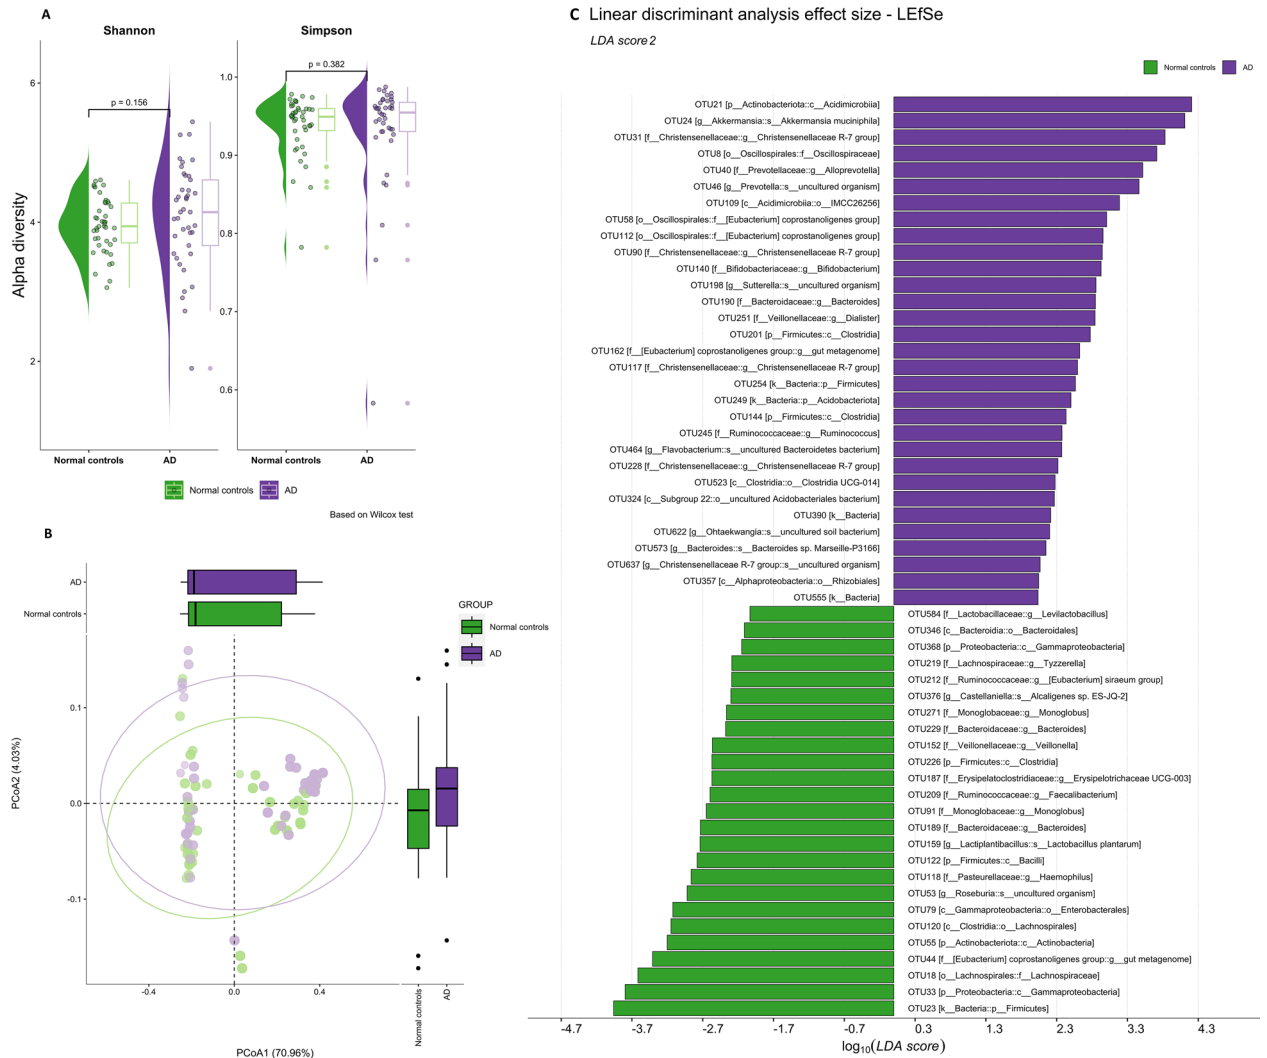 A
Shannon
Simpson
p = 0.156
p = 0.382
Alpha diversity
6
4
2
1.0
0.9
0.8
0.7
0.6
Normal controls
AD
Normal controls
AD
Normal controls
AD
Based on Wilcox test
B
AD
Normal controls
GROUP
Normal controls
AD
PCoA2 (4.03%)
0.1
0.0
-0.1
-0.4
0.0
0.4
PCoA1 (70.96%)
Normal controls
AD
C Linear discriminant analysis effect size - LEfSe
LDA score 2
Normal controls
AD
OTU21 [p__Actinobacteriota::c__Acidimicrobiia]
OTU24 [g__Akkermansia::s__Akkermansia muciniphila]
OTU31 [f__Christensenellaceae::g__Christensenellaceae R-7 group]
OTU8 [o__Oscillospirales::f__Oscillospiraceae]
OTU40 [f__Prevotellaceae::g__Alloprevotella]
OTU46 [g__Prevotella::s__uncultured organism]
OTU109 [c__Acidimicrobiia::o__IMCC26256]
OTU58 [o__Oscillospirales::f__[Eubacterium] coprostanoligenes group]
OTU112 [o__Oscillospirales::f__[Eubacterium] coprostanoligenes group]
OTU90 [f__Christensenellaceae::g__Christensenellaceae R-7 group]
OTU140 [f__Bifidobacteriaceae::g__Bifidobacterium]
OTU198 [g__Sutterella::s__uncultured organism]
OTU190 [f__Bacteroidaceae::g__Bacteroides]
OTU251 [f__Veillonellaceae::g__Dialister]
OTU201 [p__Firmicutes::c__Clostridia]
OTU162 [f__[Eubacterium] coprostanoligenes group::g__gut metagenome]
OTU117 [f__Christensenellaceae::g__Christensenellaceae R-7 group]
OTU254 [k__Bacteria::p__Firmicutes]
OTU249 [k__Bacteria::p__Acidobacteriota]
OTU144 [p__Firmicutes::c__Clostridia]
OTU245 [f__Ruminococcaceae::g__Ruminococcus]
OTU464 [g__Flavobacterium::s__uncultured Bacteroidetes bacterium]
OTU228 [f__Christensenellaceae::g__Christensenellaceae R-7 group]
OTU523 [c__Clostridia::o__Clostridia UCG-014]
OTU324 [c__Subgroup 22::o__uncultured Acidobacteriales bacterium]
OTU390 [k__Bacteria]
OTU622 [g__Ohtaekwangia::s__uncultured soil bacterium]
OTU573 [g__Bacteroides::s__Bacteroides sp. Marseille-P3166]
OTU637 [g__Christensenellaceae R-7 group::s__uncultured organism]
OTU357 [c__Alphaproteobacteria::o__Rhizobiales]
OTU555 [k__Bacteria]
OTU584 [f__Lactobacillaceae::g__Levilactobacillus]
OTU346 [c__Bacteroidia::o__Bacteroidales]
OTU368 [p__Proteobacteria::c__Gammaproteobacteria]
OTU219 [f__Lachnospiraceae::g__Tyzzerella]
OTU212 [f__Ruminococcaceae::g__[Eubacterium] siraeum group]
OTU376 [g__Castellaniella::s__Alcaligenes sp. ES-JQ-2]
OTU271 [f__Monoglobaceae::g__Monoglobus]
OTU229 [f__Bacteroidaceae::g__Bacteroides]
OTU152 [f__Veillonellaceae::g__Veillonella]
OTU226 [p__Firmicutes::c__Clostridia]
OTU187 [f__Erysipelatoclostridiaceae::g__Erysipelotrichaceae UCG-003]
OTU209 [f__Ruminococcaceae::g__Faecalibacterium]
OTU91 [f__Monoglobaceae::g__Monoglobus]
OTU189 [f__Bacteroidaceae::g__Bacteroides]
OTU159 [g__Lactiplantibacillus::s__Lactobacillus plantarum]
OTU122 [p__Firmicutes::c__Bacilli]
OTU118 [f__Pasteurellaceae::g__Haemophilus]
OTU53 [g__Roseburia::s__uncultured organism]
OTU79 [c__Gammaproteobacteria::o__Enterobacterales]
OTU120 [c__Clostridia::o__Lachnospirales]
OTU55 [p__Actinobacteriota::c__Actinobacteria]
OTU44 [f__[Eubacterium] coprostanoligenes group::g__gut metagenome]
OTU18 [o__Lachnospirales::f__Lachnospiraceae]
OTU33 [p__Proteobacteria::c__Gammaproteobacteria]
OTU23 [k__Bacteria::p__Firmicutes]
-4.7 -3.7 -2.7 -1.7 -0.7 0.3 1.3 2.3 3.3 4.3
log10(LDA score)